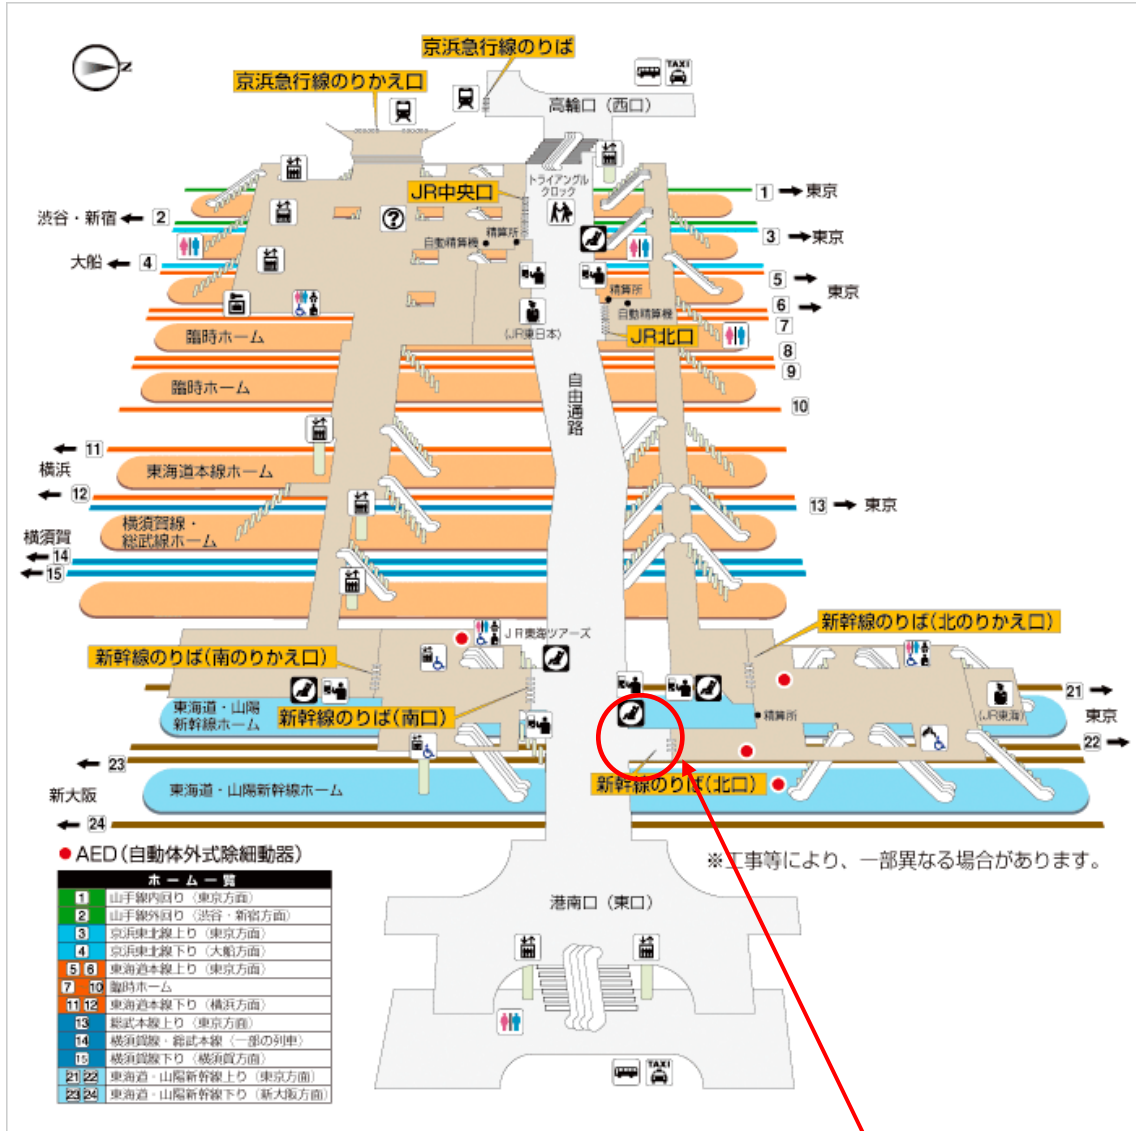 京浜急行線のりば
京浜急行線のりかえ口
N
TAXI
高輪口（西口）
トライアングル
クロック
JR中央口
1 → 東京
渋谷・新宿 ← 2
?
精算所
自動精算機
3 → 東京
大船 ← 4
5 →
東京
6 →
精算所
自動精算機
7
(JR東日本)
JR北口
臨時ホーム
8
9
臨時ホーム
自由通路
10
← 11
横浜
東海道本線ホーム
← 12
13 → 東京
横須賀線・
総武線ホーム
横須賀
← 14
← 15
新幹線のりば(北のりかえ口)
JR東海ツアーズ
新幹線のりば(南のりかえ口)
21 →
東海道・山陽
新幹線ホーム
新幹線のりば(南口)
精算所
(JR東海)
東京
22 →
← 23
新幹線のりば(北口)
新大阪
東海道・山陽新幹線ホーム
← 24
● AED(自動体外式除細動器)
※工事等により、一部異なる場合があります。
ホーム一覧
1 山手線内回り（東京方面）
2 山手線外回り（渋谷・新宿方面）
3 京浜東北線上り（東京方面）
4 京浜東北線下り（大船方面）
5 6 東海道本線上り（東京方面）
7 10 臨時ホーム
11 12 東海道本線下り（横浜方面）
13 総武本線上り（東京方面）
14 横須賀線・総武本線（一部の列車）
15 横須賀線下り（横須賀方面）
21 22 東海道・山陽新幹線上り（東京方面）
23 24 東海道・山陽新幹線下り（新大阪方面）
港南口（東口）
TAXI